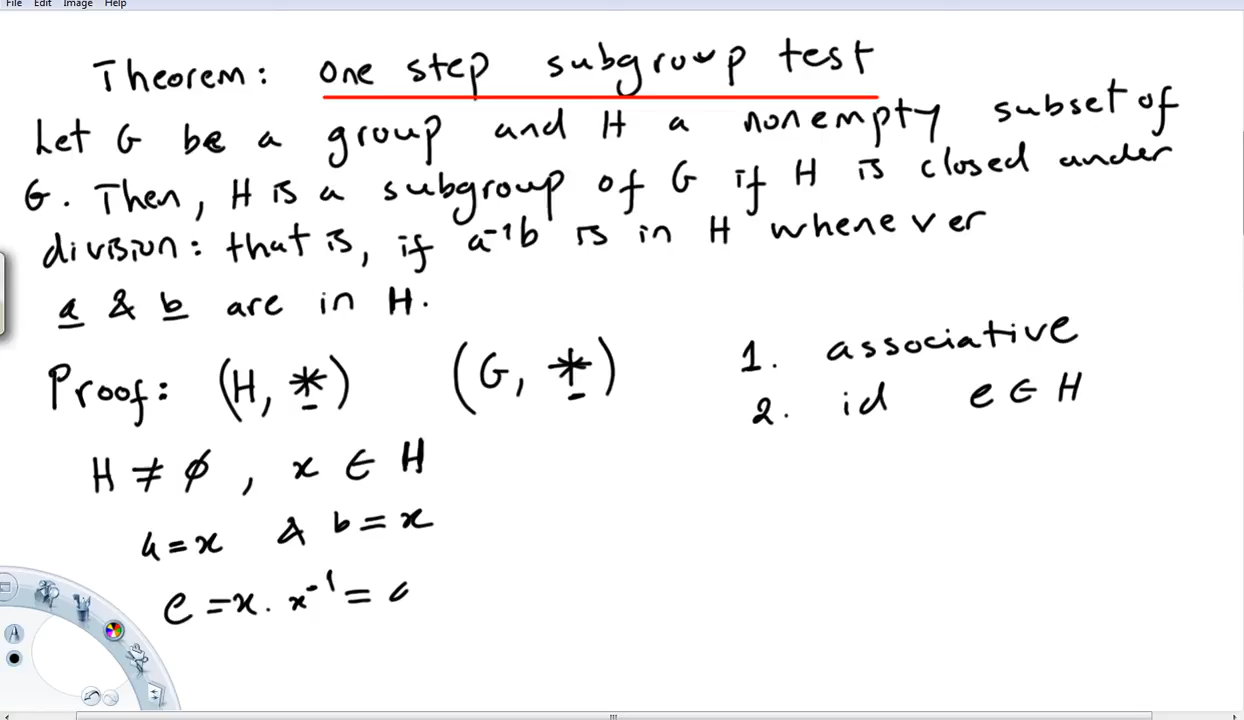 File Edit Image Help
Theorem: one step subgroup test
Let G be a group and H a nonempty subset of
G. Then, H is a subgroup of G if H is closed under
division: that is, if a⁻¹b is in H whenever
a & b are in H.
Proof: (H, *) (G, *)
1. associative
2. id e ∈ H
H ≠ ∅, x ∈ H
a = x & b = x
e = x · x⁻¹ =